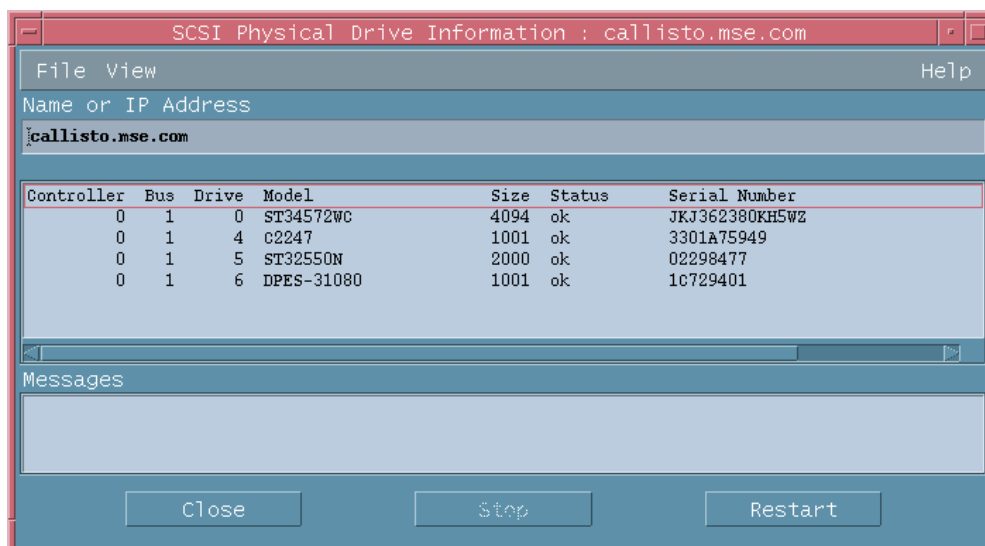 SCSI Physical Drive Information : callisto.mse.com
File View Help
Name or IP Address
callisto.mse.com
Controller Bus Drive Model Size Status Serial Number
0 1 0 ST34572WC 4094 ok JKJ362380KH5WZ
0 1 4 C2247 1001 ok 3301A75949
0 1 5 ST32550N 2000 ok 02298477
0 1 6 DPES-31080 1001 ok 1C729401
Messages
Close Stop Restart